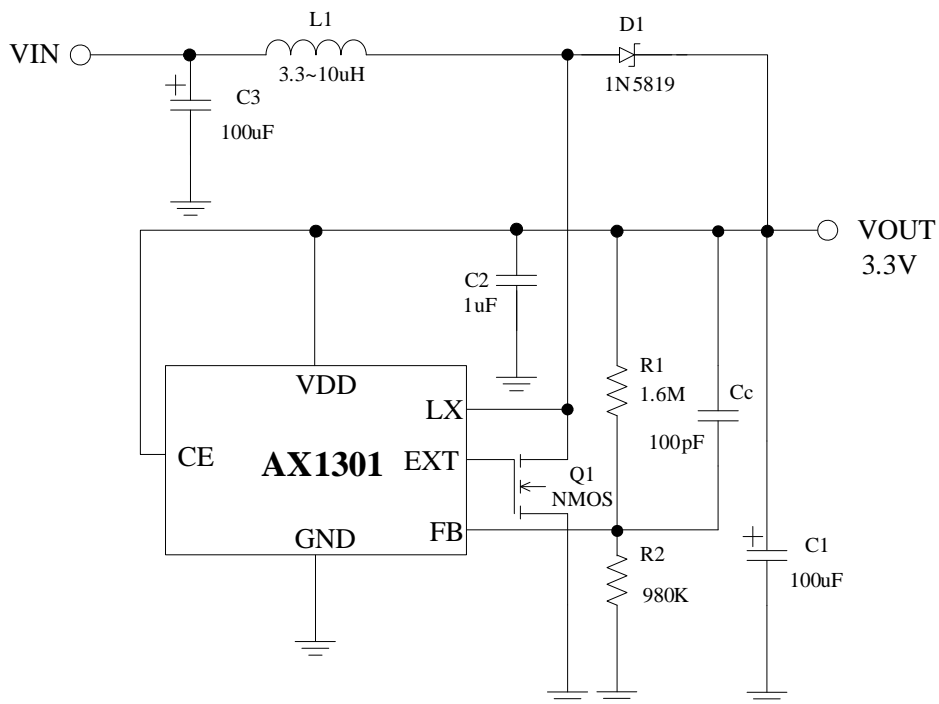 L1
D1
VIN
3.3~10uH
1N5819
+
C3
100uF
VOUT
3.3V
C2
1uF
VDD
R1
1.6M
Cc
100pF
LX
CE
AX1301
EXT
Q1
NMOS
GND
FB
R2
980K
+
C1
100uF